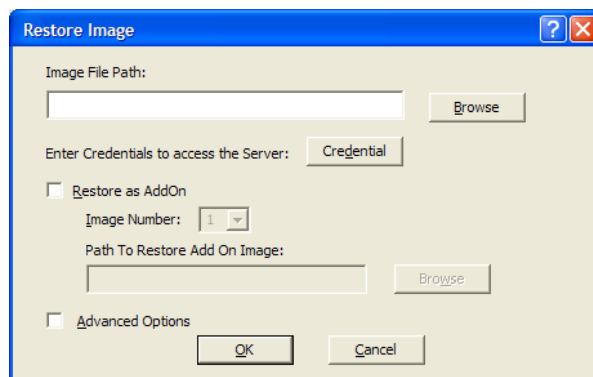 Restore Image
Image File Path:
Browse
Enter Credentials to access the Server: Credential
Restore as AddOn
Image Number: 1
Path To Restore Add On Image:
Browse
Advanced Options
OK Cancel